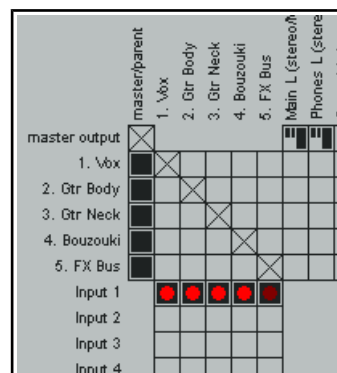 master/parent
1. Vox
2. Gtr Body
3. Gtr Neck
4. Bouzouki
5. FX Bus
Main L (stereo/
Phones L (stere
master output
1. Vox
2. Gtr Body
3. Gtr Neck
4. Bouzouki
5. FX Bus
Input 1
Input 2
Input 3
Input 4